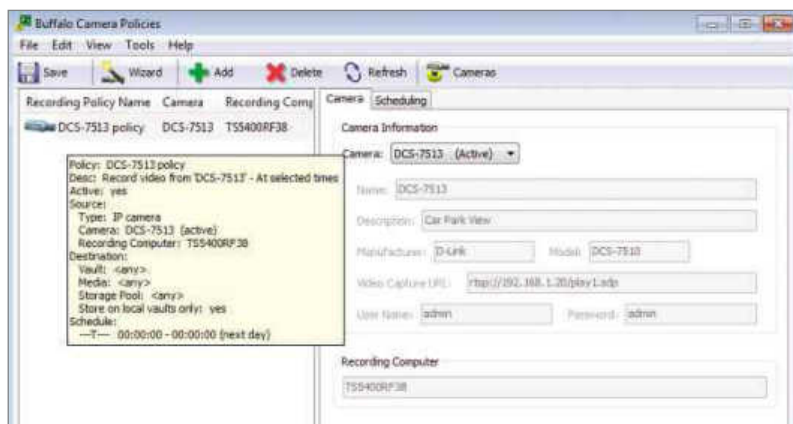 Buffalo Camera Policies
File Edit View Tools Help
Save Wizard Add Delete Refresh Cameras
Recording Policy Name Camera Recording Comp
DCS-7513 policy DCS-7513 TS5400RF38
Policy: DCS-7513 policy
Desc: Record video from 'DCS-7513' - At selected times
Active: yes
Source:
Type: IP camera
Camera: DCS-7513 (active)
Recording Computer: TS5400RF38
Destination:
Vault: <any>
Media: <any>
Storage Pool: <any>
Store on local vaults only: yes
Schedule:
---T--- 00:00:00 - 00:00:00 (next day)
Camera Scheduling
Camera Information
Camera: DCS-7513 (Active)
Name: DCS-7513
Description: Car Park View
Manufacturer: D-Link Model: DCS-7510
Video Capture URL: rtsp://192.168.1.20/play1.sdp
User Name: admin Password: admin
Recording Computer
TS5400RF38